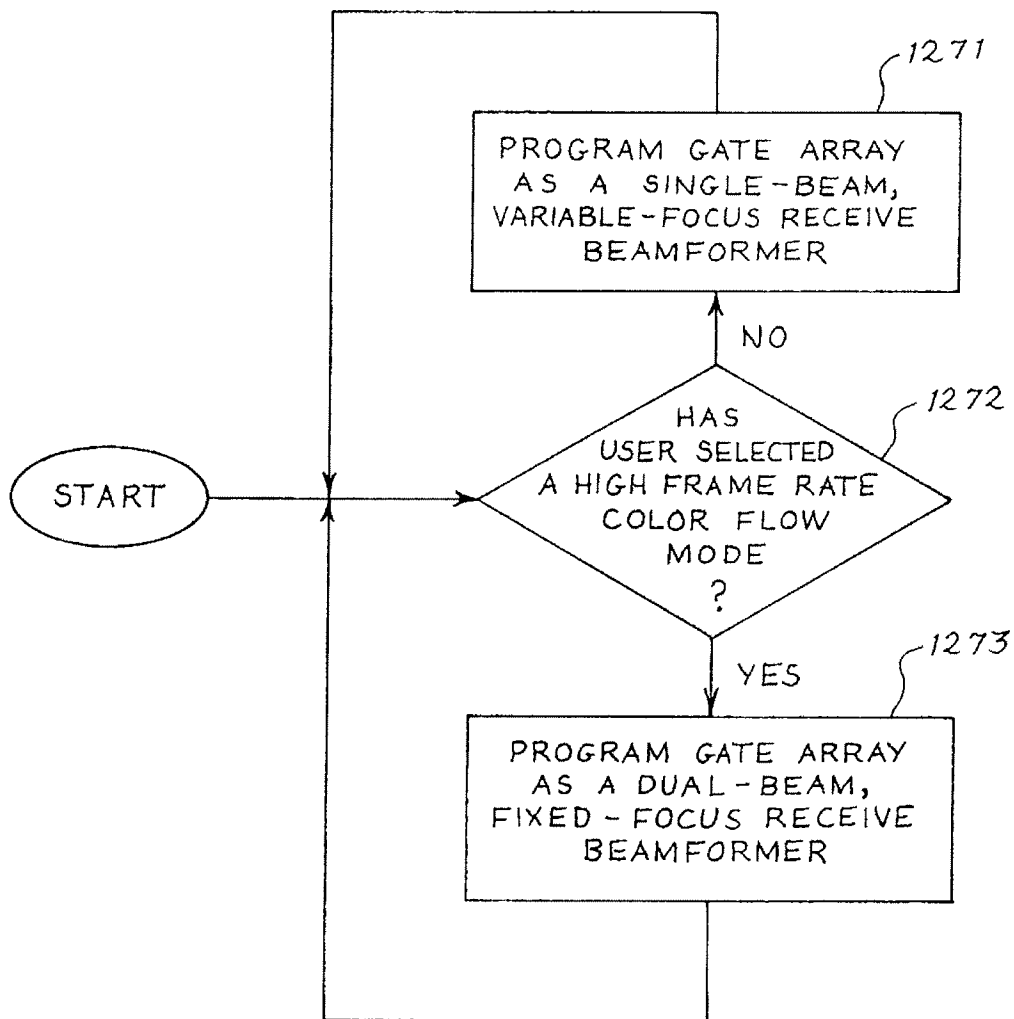 1271
PROGRAM GATE ARRAY
AS A SINGLE-BEAM,
VARIABLE-FOCUS RECEIVE
BEAMFORMER
NO
1272
HAS
USER SELECTED
A HIGH FRAME RATE
COLOR FLOW
MODE
?
START
1273
YES
PROGRAM GATE ARRAY
AS A DUAL-BEAM,
FIXED-FOCUS RECEIVE
BEAMFORMER